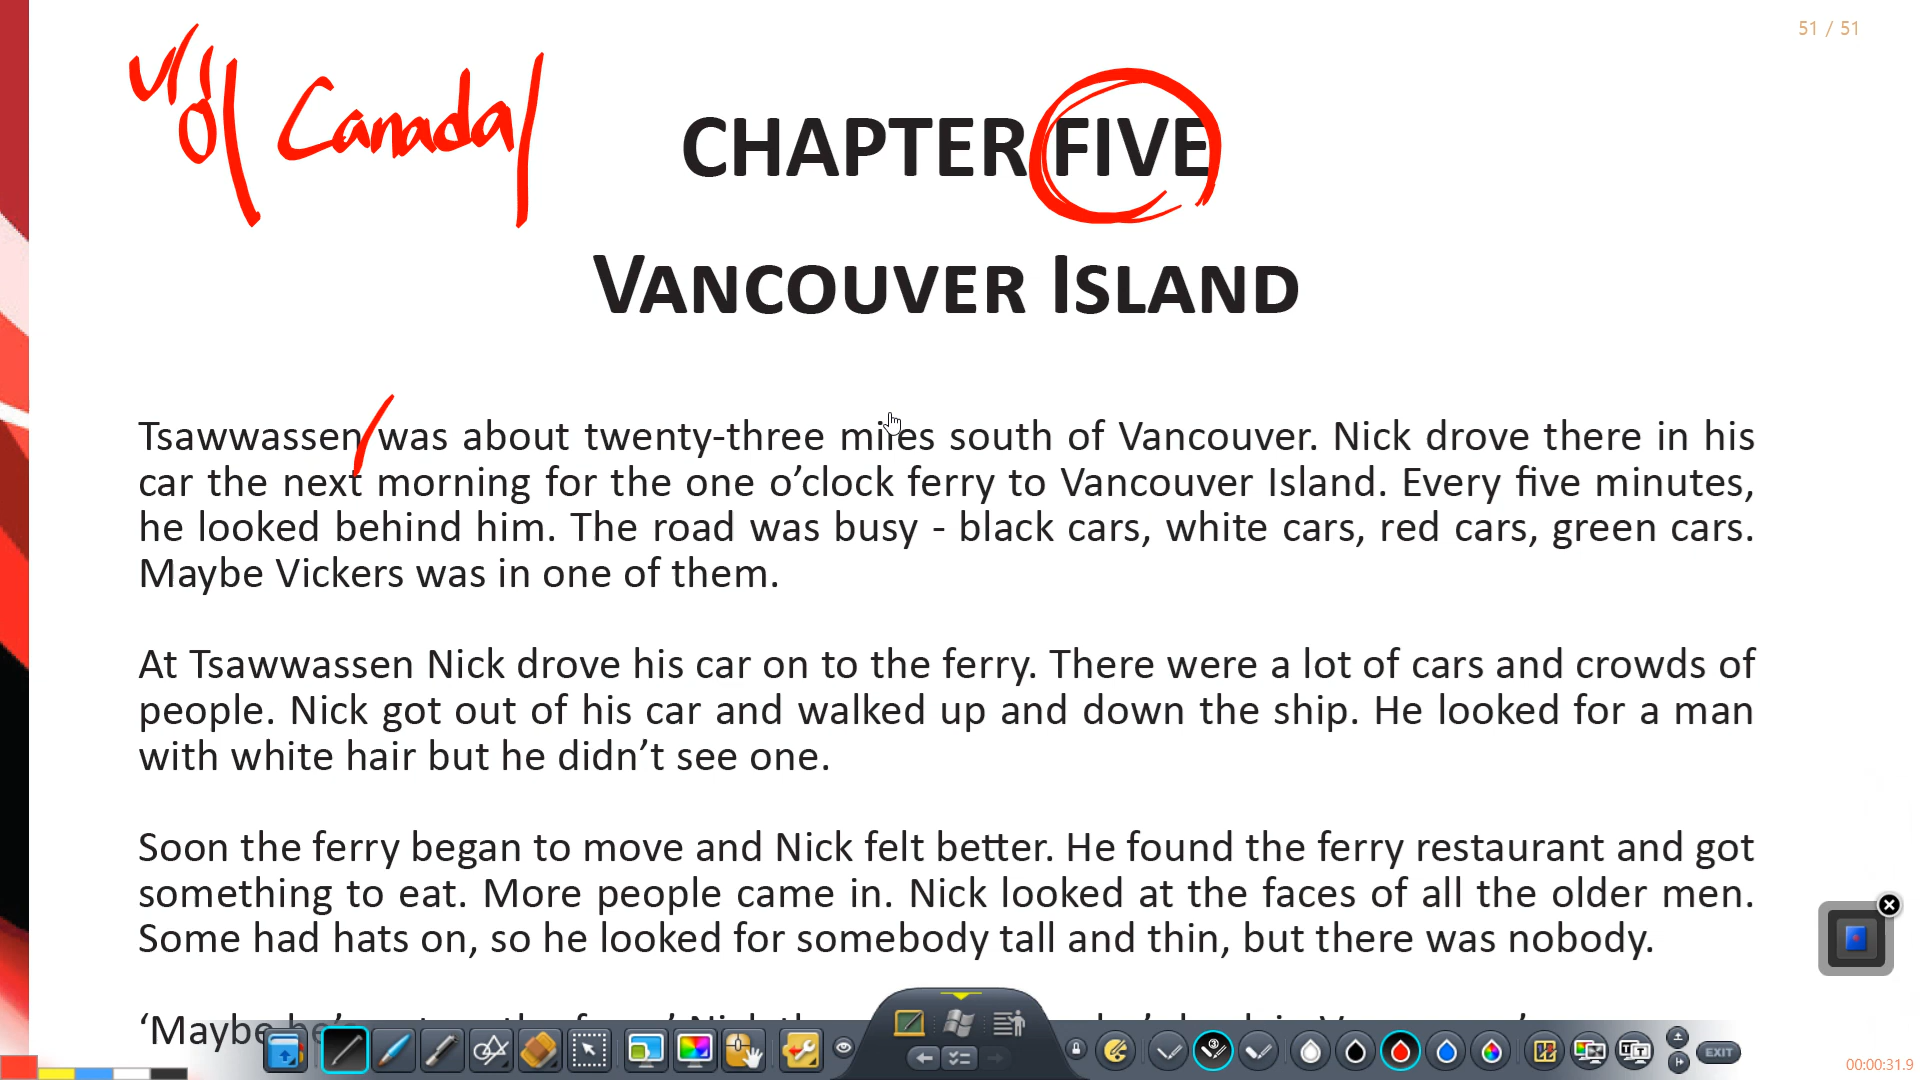 51 / 51
of Canada
CHAPTER FIVE
VANCOUVER ISLAND
Tsawwassen was about twenty-three miles south of Vancouver. Nick drove there in his
car the next morning for the one o’clock ferry to Vancouver Island. Every five minutes,
he looked behind him. The road was busy - black cars, white cars, red cars, green cars.
Maybe Vickers was in one of them.
At Tsawwassen Nick drove his car on to the ferry. There were a lot of cars and crowds of
people. Nick got out of his car and walked up and down the ship. He looked for a man
with white hair but he didn’t see one.
Soon the ferry began to move and Nick felt better. He found the ferry restaurant and got
something to eat. More people came in. Nick looked at the faces of all the older men.
Some had hats on, so he looked for somebody tall and thin, but there was nobody.
‘Maybe
EXIT
00:00:31.9